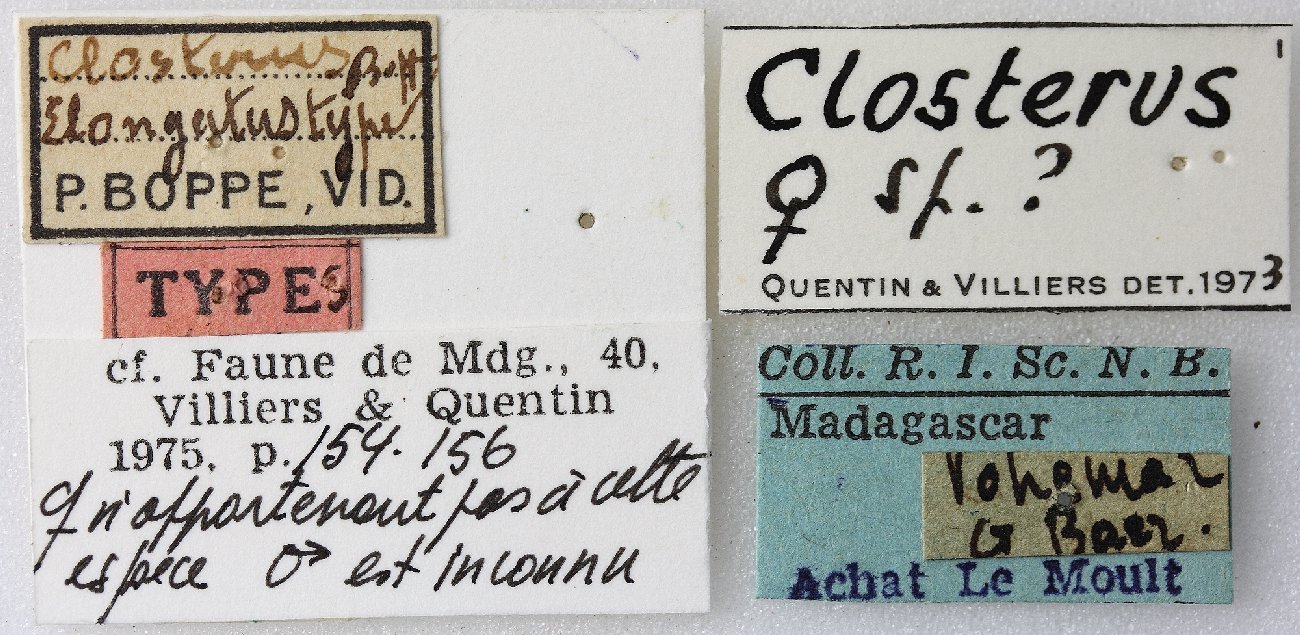 Closterus Bopp
Elongatus type
P. BOPPE, VID.
TYPES
cf. Faune de Mdg., 40,
Villiers & Quentin
1975, p. 154-156
♀ n'appartenant pas à cette
espèce ♂ est inconnu
Closterus
♀ sp. ?
QUENTIN & VILLIERS DET. 1973
Coll. R. I. Sc. N. B.
Madagascar
Vohemar
G Baer.
Achat Le Moult